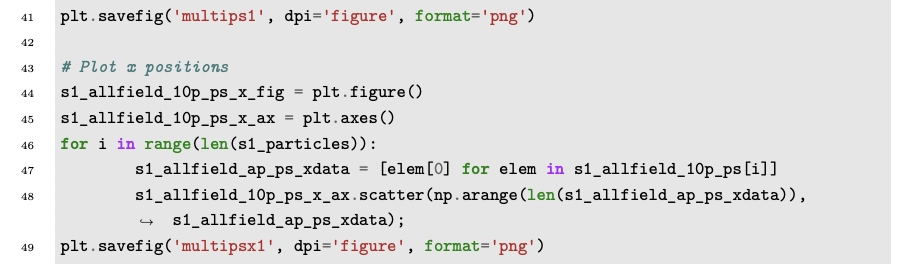 41 plt.savefig('multips1', dpi='figure', format='png')
42
43 # Plot x positions
44 s1_allfield_10p_ps_x_fig = plt.figure()
45 s1_allfield_10p_ps_x_ax = plt.axes()
46 for i in range(len(s1_particles)):
47         s1_allfield_ap_ps_xdata = [elem[0] for elem in s1_allfield_10p_ps[i]]
48         s1_allfield_10p_ps_x_ax.scatter(np.arange(len(s1_allfield_ap_ps_xdata)),
↪ s1_allfield_ap_ps_xdata);
49 plt.savefig('multipsx1', dpi='figure', format='png')